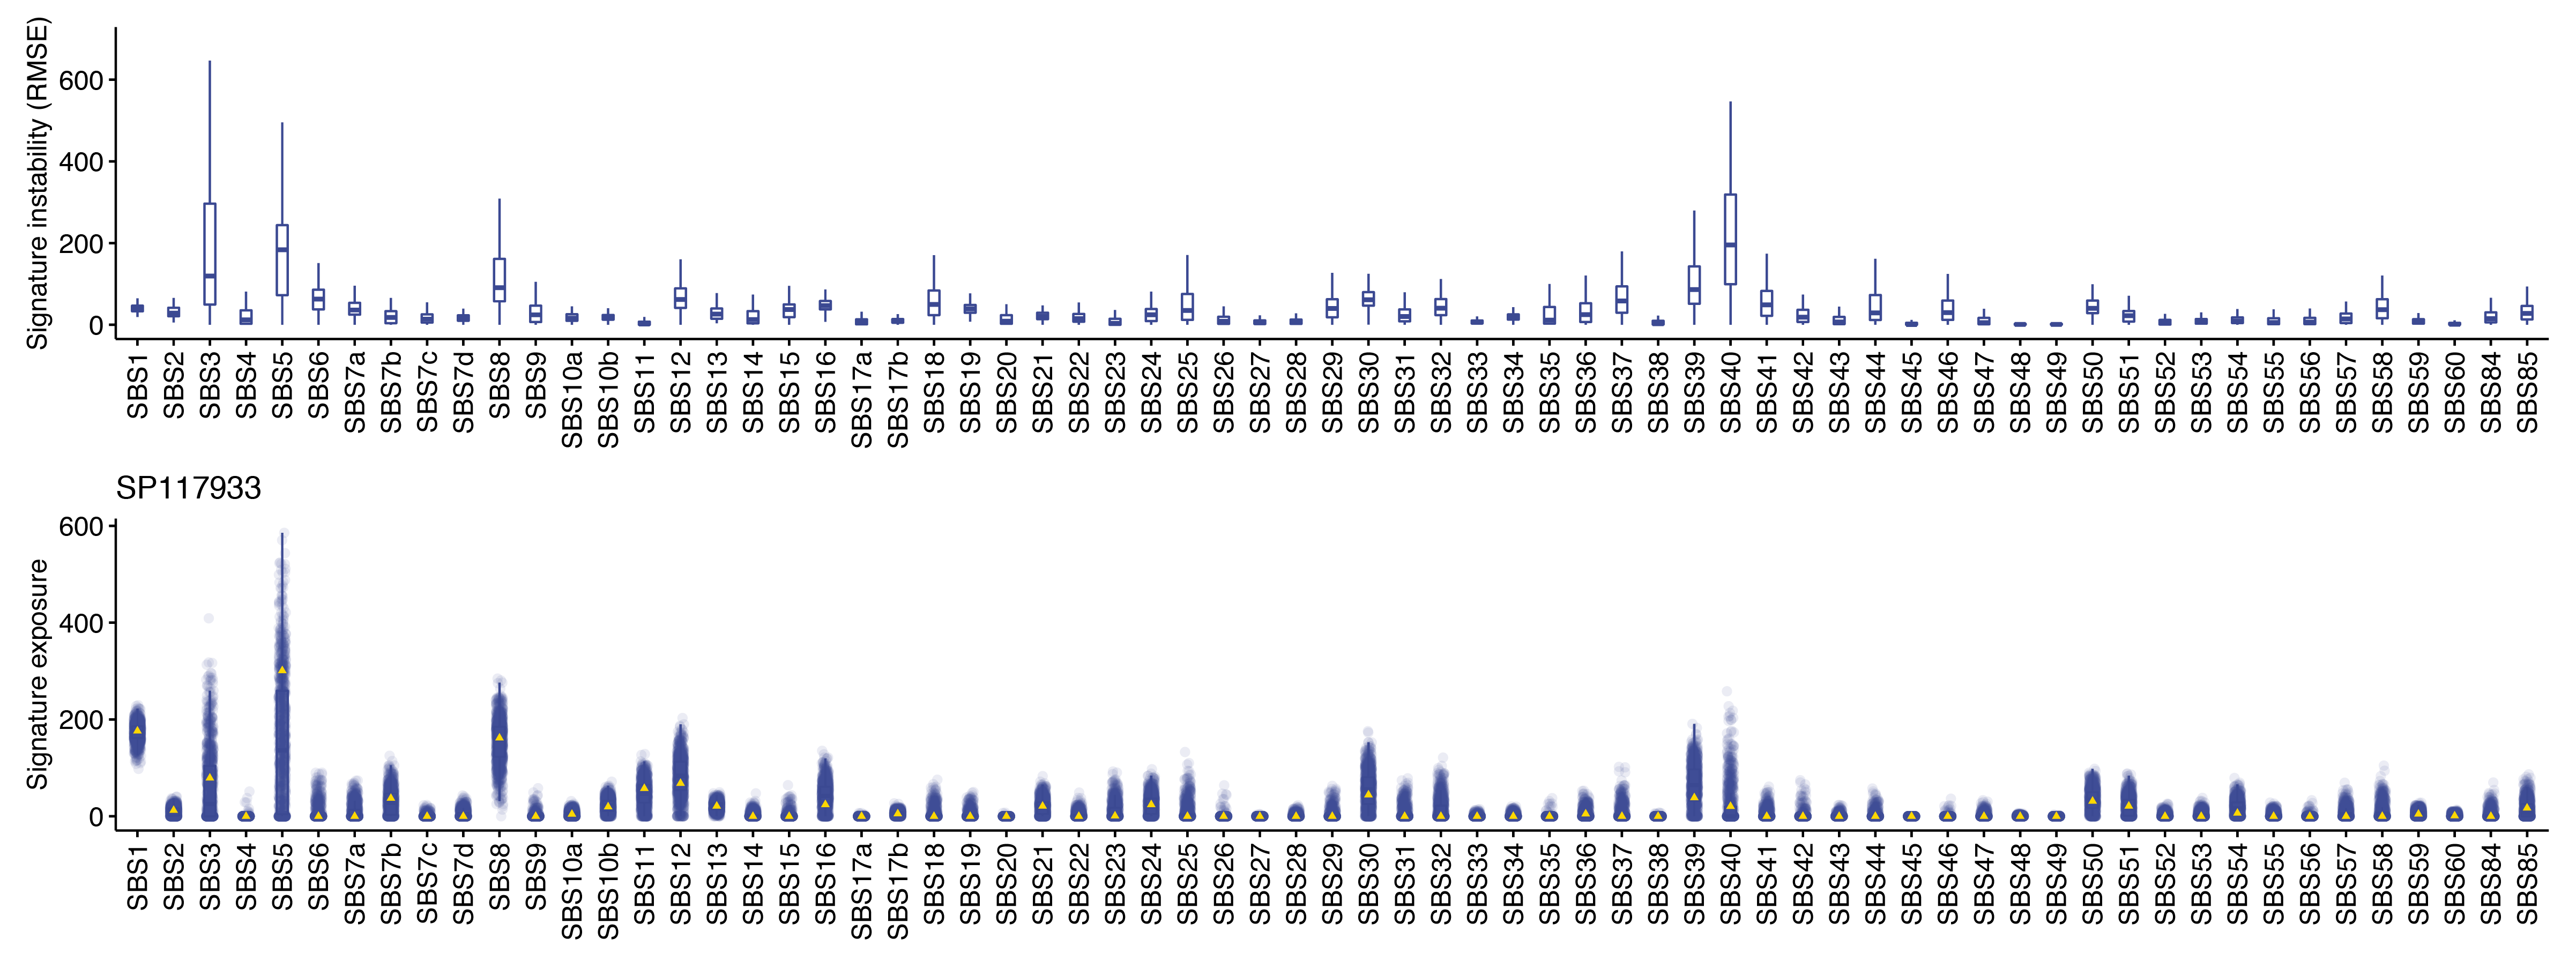 Signature instability (RMSE)
600
400
200
0
SBS1 SBS2 SBS3 SBS4 SBS5 SBS6 SBS7a SBS7b SBS7c SBS7d SBS8 SBS9 SBS10a SBS10b SBS11 SBS12 SBS13 SBS14 SBS15 SBS16 SBS17a SBS17b SBS18 SBS19 SBS20 SBS21 SBS22 SBS23 SBS24 SBS25 SBS26 SBS27 SBS28 SBS29 SBS30 SBS31 SBS32 SBS33 SBS34 SBS35 SBS36 SBS37 SBS38 SBS39 SBS40 SBS41 SBS42 SBS43 SBS44 SBS45 SBS46 SBS47 SBS48 SBS49 SBS50 SBS51 SBS52 SBS53 SBS54 SBS55 SBS56 SBS57 SBS58 SBS59 SBS60 SBS84 SBS85
SP117933
Signature exposure
600
400
200
0
SBS1 SBS2 SBS3 SBS4 SBS5 SBS6 SBS7a SBS7b SBS7c SBS7d SBS8 SBS9 SBS10a SBS10b SBS11 SBS12 SBS13 SBS14 SBS15 SBS16 SBS17a SBS17b SBS18 SBS19 SBS20 SBS21 SBS22 SBS23 SBS24 SBS25 SBS26 SBS27 SBS28 SBS29 SBS30 SBS31 SBS32 SBS33 SBS34 SBS35 SBS36 SBS37 SBS38 SBS39 SBS40 SBS41 SBS42 SBS43 SBS44 SBS45 SBS46 SBS47 SBS48 SBS49 SBS50 SBS51 SBS52 SBS53 SBS54 SBS55 SBS56 SBS57 SBS58 SBS59 SBS60 SBS84 SBS85